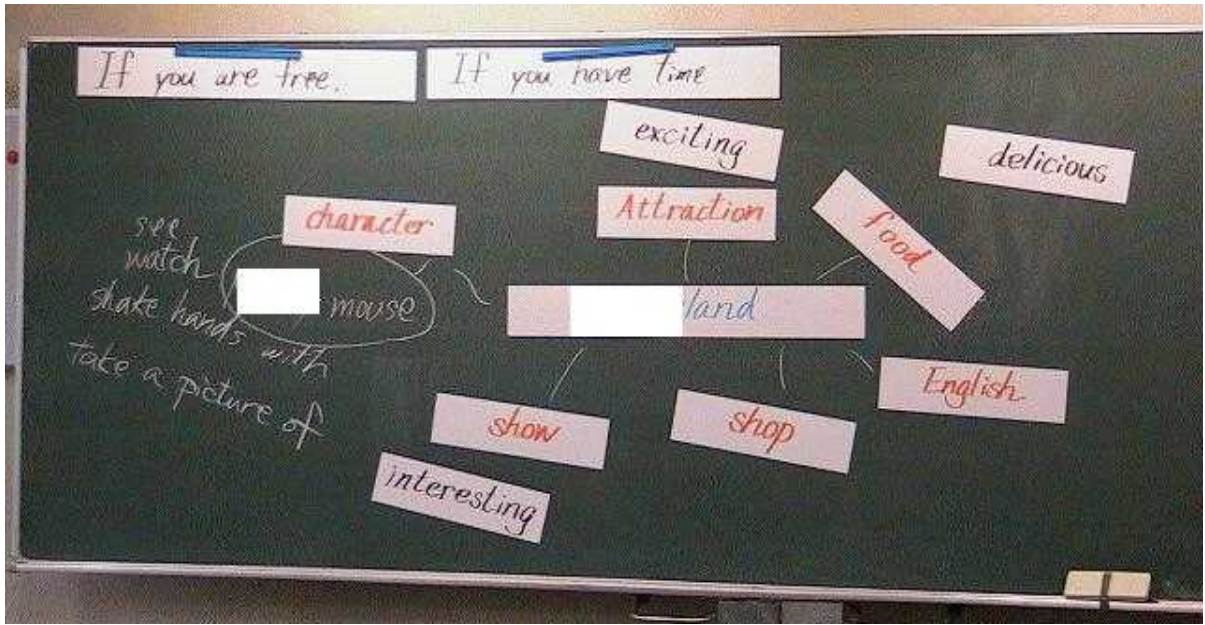 If you are free.
If you have time
exciting
delicious
character
Attraction
food
see
watch
mouse
shake hands with
land
take a picture of
English
show
shop
interesting